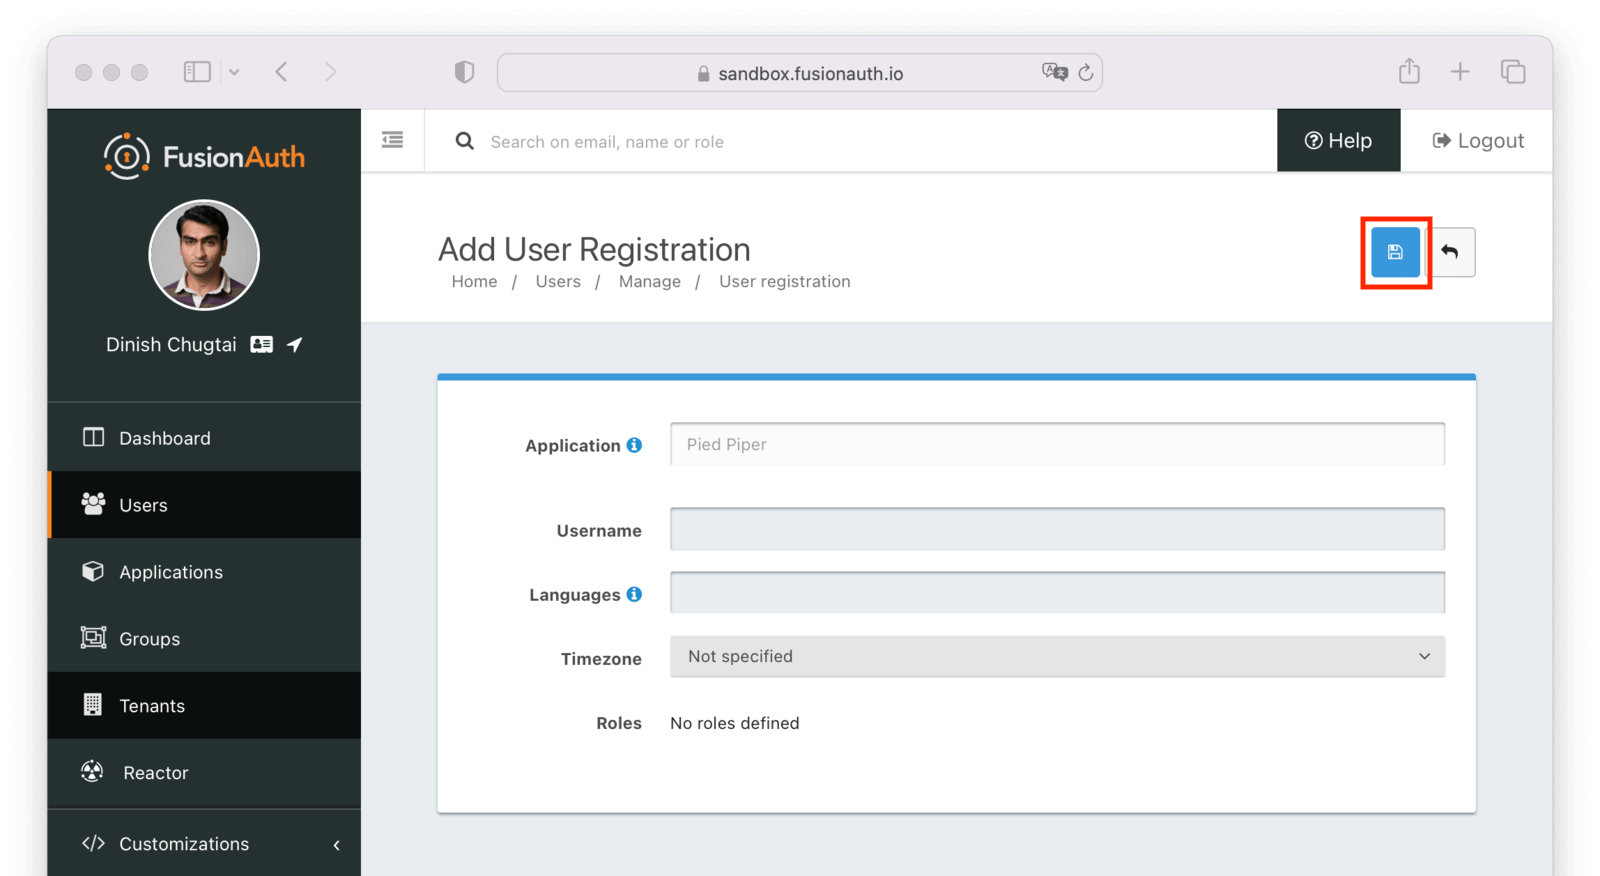 sandbox.fusionauth.io
FusionAuth
Search on email, name or role
Help
Logout
Dinish Chugtai
Add User Registration
Home / Users / Manage / User registration
Dashboard
Users
Applications
Groups
Tenants
Reactor
Customizations
Application
Pied Piper
Username
Languages
Timezone
Not specified
Roles
No roles defined